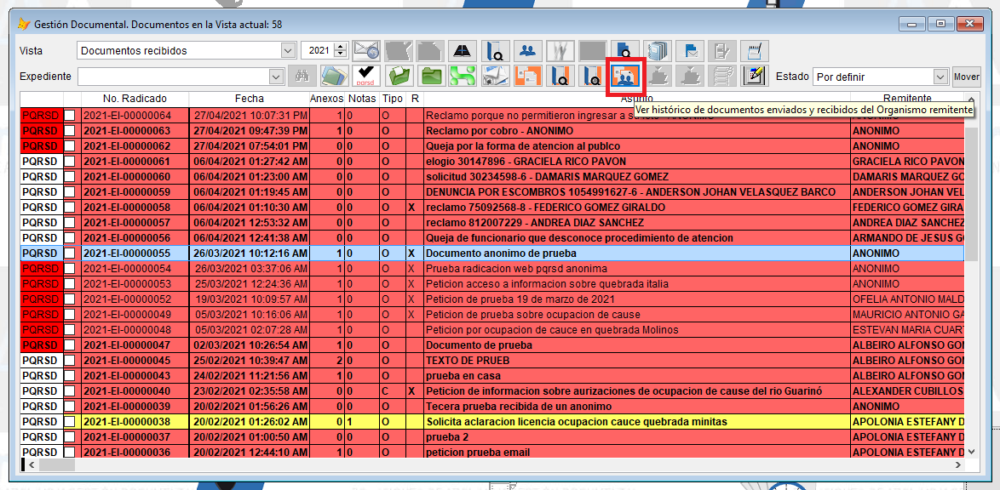 Gestión Documental. Documentos en la Vista actual: 58
Vista Documentos recibidos 2021
Expediente pqrsd Estado Por definir Mover
No. Radicado Fecha Anexos Notas Tipo R Asunto Remitente
Ver histórico de documentos enviados y recibidos del Organismo remitente
PQRSD 2021-EI-00000064 27/04/2021 10:07:31 PM 1 0 O Reclamo porque no permitieron ingresar a
PQRSD 2021-EI-00000063 27/04/2021 09:47:39 PM 1 0 O Reclamo por cobro - ANONIMO ANONIMO
PQRSD 2021-EI-00000062 27/04/2021 07:54:01 PM 0 0 O Queja por la forma de atencion al publco ANONIMO
PQRSD 2021-EI-00000061 06/04/2021 01:27:42 AM 0 0 O elogio 30147896 - GRACIELA RICO PAVON GRACIELA RICO PAVON
PQRSD 2021-EI-00000060 06/04/2021 01:23:00 AM 0 0 O solicitud 30234598-6 - DAMARIS MARQUEZ GOMEZ DAMARIS MARQUEZ GO
PQRSD 2021-EI-00000059 06/04/2021 01:19:45 AM 0 0 O DENUNCIA POR ESCOMBROS 1054991627-6 - ANDERSON JOHAN VELASQUEZ BARCO ANDERSON JOHAN VEL
PQRSD 2021-EI-00000058 06/04/2021 01:10:30 AM 0 0 O X reclamo 75092568-8 - FEDERICO GOMEZ GIRALDO FEDERICO GOMEZ GIRA
PQRSD 2021-EI-00000057 06/04/2021 12:53:32 AM 0 0 O reclamo 812007229 - ANDREA DIAZ SANCHEZ ANDREA DIAZ SANCHEZ
PQRSD 2021-EI-00000056 06/04/2021 12:41:38 AM 0 0 O Queja de funcionario que desconoce procedimiento de atencion ARMANDO DE JESUS G
PQRSD 2021-EI-00000055 26/03/2021 10:12:16 AM 1 0 O X Documento anonimo de prueba ANONIMO
PQRSD 2021-EI-00000054 26/03/2021 03:37:06 AM 1 0 O X Prueba radicacion web pqrsd anonima ANONIMO
PQRSD 2021-EI-00000053 25/03/2021 12:24:36 AM 1 0 O X Peticion acceso a informacion sobre quebrada italia ANONIMO
PQRSD 2021-EI-00000052 19/03/2021 10:09:57 AM 1 0 O X Peticion de prueba 19 de marzo de 2021 OFELIA ANTONIO MALD
PQRSD 2021-EI-00000049 05/03/2021 10:16:06 AM 1 0 O X Peticion de prueba sobre ocupacion de cause MAURICIO ANTONIO GA
PQRSD 2021-EI-00000048 05/03/2021 02:07:28 AM 1 0 O Peticion por ocupacion de cauce en quebrada Molinos ESTEVAN MARIA CUAR
PQRSD 2021-EI-00000047 02/03/2021 10:26:54 AM 1 0 O Documento de prueba ALBEIRO ALFONSO GO
PQRSD 2021-EI-00000045 25/02/2021 10:39:47 AM 2 0 O TEXTO DE PRUEB ALBEIRO ALFONSO GO
PQRSD 2021-EI-00000043 24/02/2021 11:21:56 AM 1 0 O prueba en casa ALBEIRO ALFONSO GO
PQRSD 2021-EI-00000040 23/02/2021 02:35:58 AM 0 0 C X Peticion de informacion sobre aurizaciones de ocupacion de cause del rio Guarinó ALEXANDER CUBILLOS
PQRSD 2021-EI-00000039 20/02/2021 01:56:26 AM 0 0 O Tecera prueba recibida de un anonimo ANONIMO
PQRSD 2021-EI-00000038 20/02/2021 01:26:02 AM 0 1 O Solicita aclaracion licencia ocupacion cauce quebrada minitas APOLONIA ESTEFANY D
PQRSD 2021-EI-00000037 20/02/2021 01:00:50 AM 0 0 O prueba 2 APOLONIA ESTEFANY D
PQRSD 2021-EI-00000036 20/02/2021 12:44:10 AM 1 0 O peticion prueba email APOLONIA ESTEFANY D